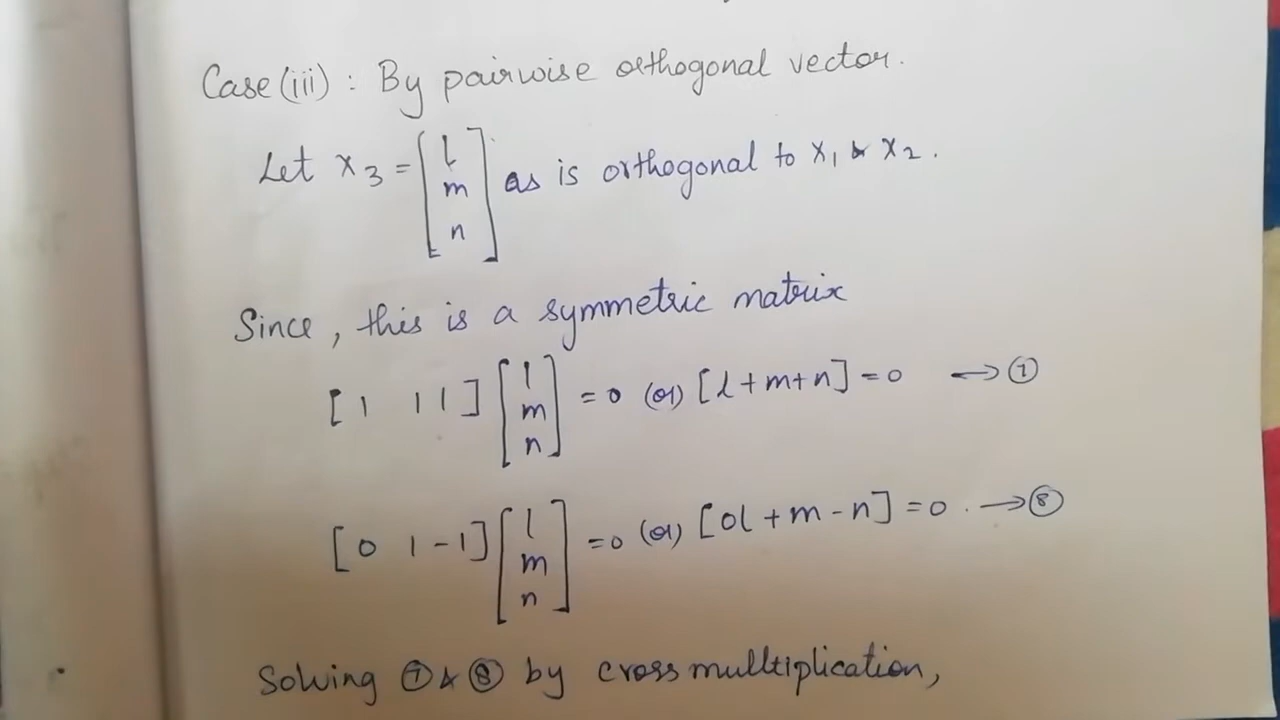 Case (iii) : By pairwise orthogonal vector.
Let x₃ = [l m n] as is orthogonal to x₁ & x₂ .
Since, this is a symmetric matrix
[1 1 1] [l m n] = 0 (or) [l+m+n] = 0 → ⑦
[0 1 -1] [l m n] = 0 (or) [0l + m - n] = 0 . → ⑧
Solving ⑦ & ⑧ by cross multiplication,